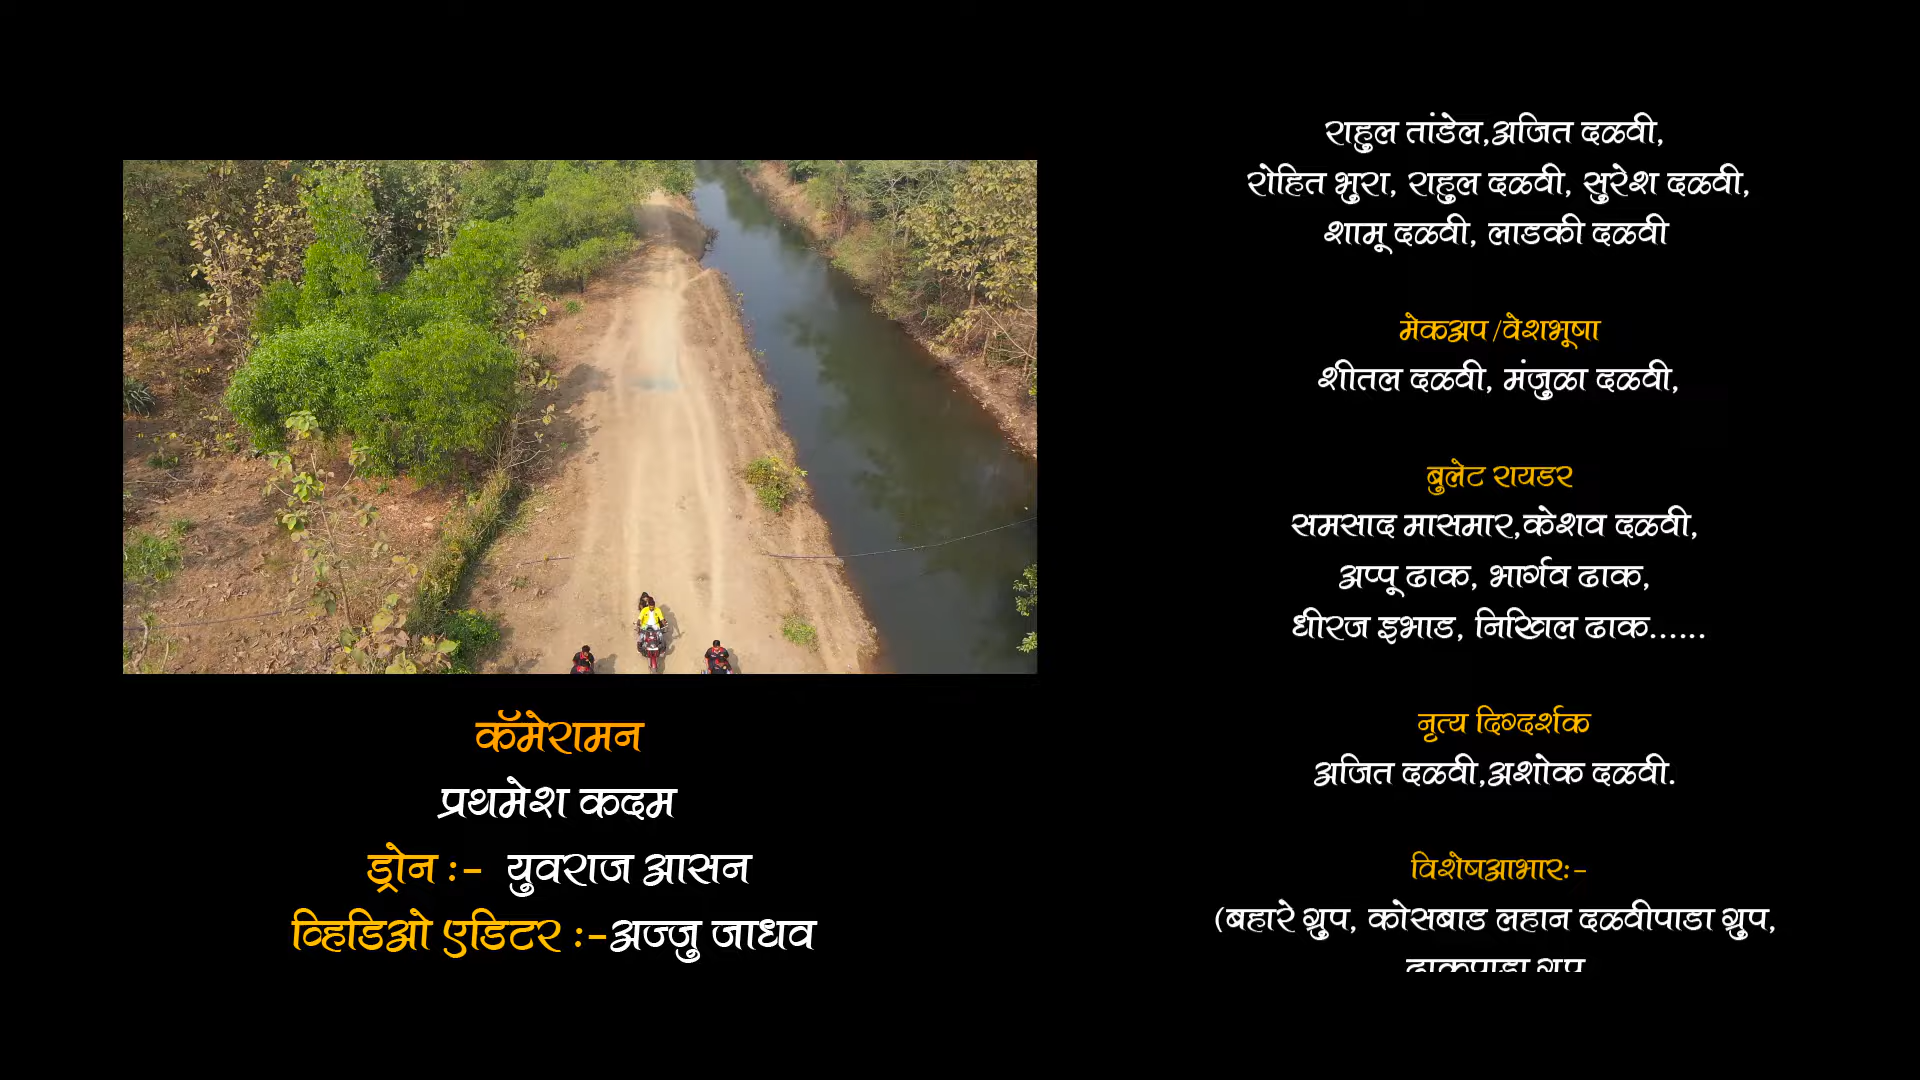 कॅमेरामन
प्रथमेश कदम
ड्रोन :- युवराज आसन
व्हिडिओ एडिटर :-अज्जु जाधव
राहुल तांडेल,अजित दळवी,
रोहित भुरा, राहुल दळवी, सुरेश दळवी,
शामू दळवी, लाडकी दळवी
मेकअप /वेशभूषा
शीतल दळवी, मंजुळा दळवी,
बुलेट रायडर
समसाद मासमार,केशव दळवी,
अप्पू ढाक, भार्गव ढाक,
धीरज इभाड, निखिल ढाक......
नृत्य दिग्दर्शक
अजित दळवी,अशोक दळवी.
विशेषआभार:-
(बहारे ग्रुप, कोसबाड लहान दळवीपाडा ग्रुप,